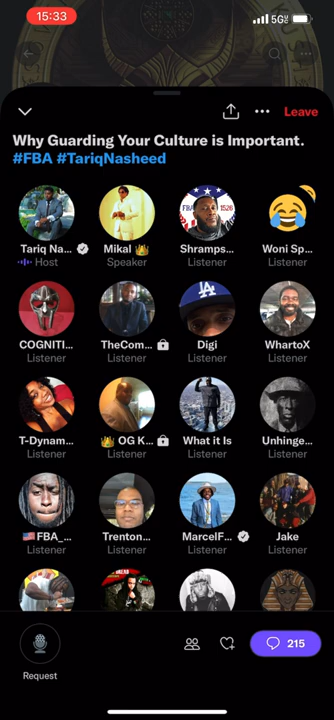 15:33
5G
Leave
Why Guarding Your Culture is Important.
#FBA #TariqNasheed
Tariq Na... Mikal 👑 Shramps... Woni Sp...
Host Speaker Listener Listener
COGNITI... TheCom... Digi WhartoX
Listener Listener Listener Listener
T-Dynam... 👑 OG K... What it Is Unhinge...
Listener Listener Listener Listener
🇺🇸FBA_... Trenton... MarcelF... Jake
Listener Listener Listener Listener
215
Request